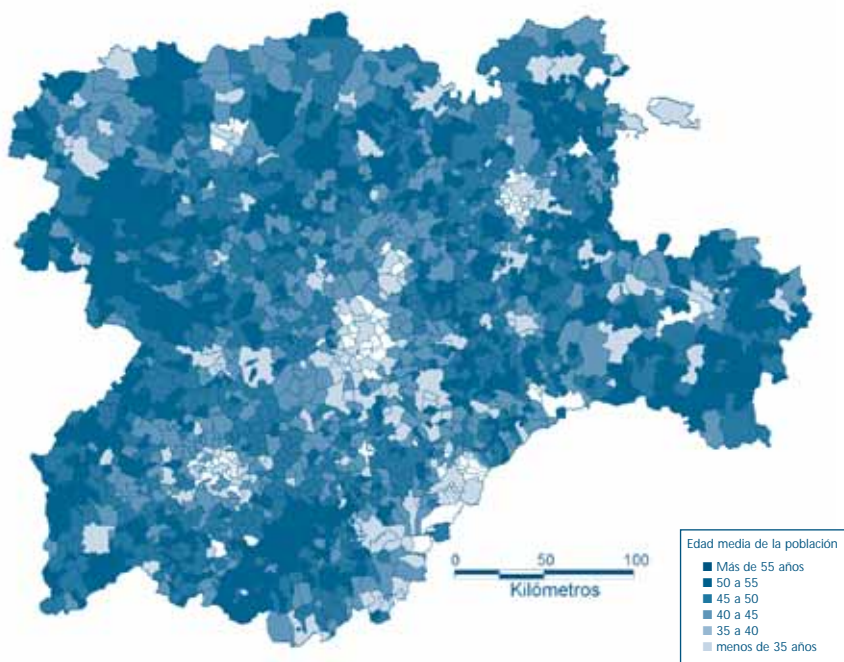 0 50 100
Kilómetros
Edad media de la población
Más de 55 años
50 a 55
45 a 50
40 a 45
35 a 40
menos de 35 años